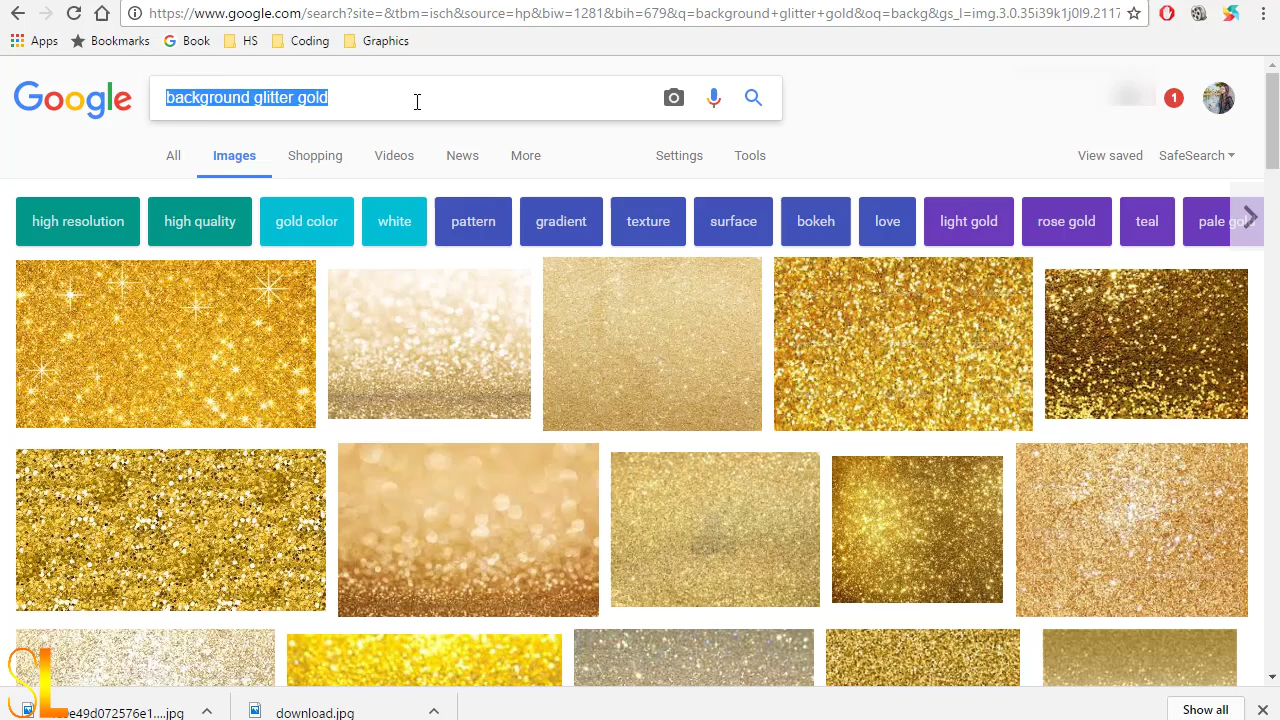 https://www.google.com/search?site=&tbm=isch&source=hp&biw=1281&bih=679&q=background+glitter+gold&oq=backg&gs_l=img.3.0.35i39k1j0l9.2117
Apps Bookmarks Book HS Coding Graphics
Google background glitter gold 1
All Images Shopping Videos News More Settings Tools View saved SafeSearch
high resolution high quality gold color white pattern gradient texture surface bokeh love light gold rose gold teal pale gold
SL
download.jpg Show all